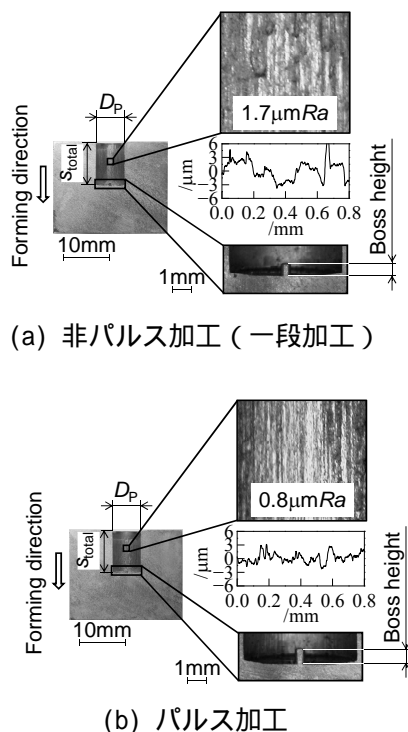 1.7μmRa
D_P
s_total
Forming direction
10mm
6
3
0
−3
−6
/μm
0.0 0.2 0.4 0.6 0.8
/mm
Boss height
1mm
(a) 非パルス加工（一段加工）
0.8μmRa
D_P
s_total
Forming direction
10mm
6
3
0
−3
−6
/μm
0.0 0.2 0.4 0.6 0.8
/mm
Boss height
1mm
(b) パルス加工